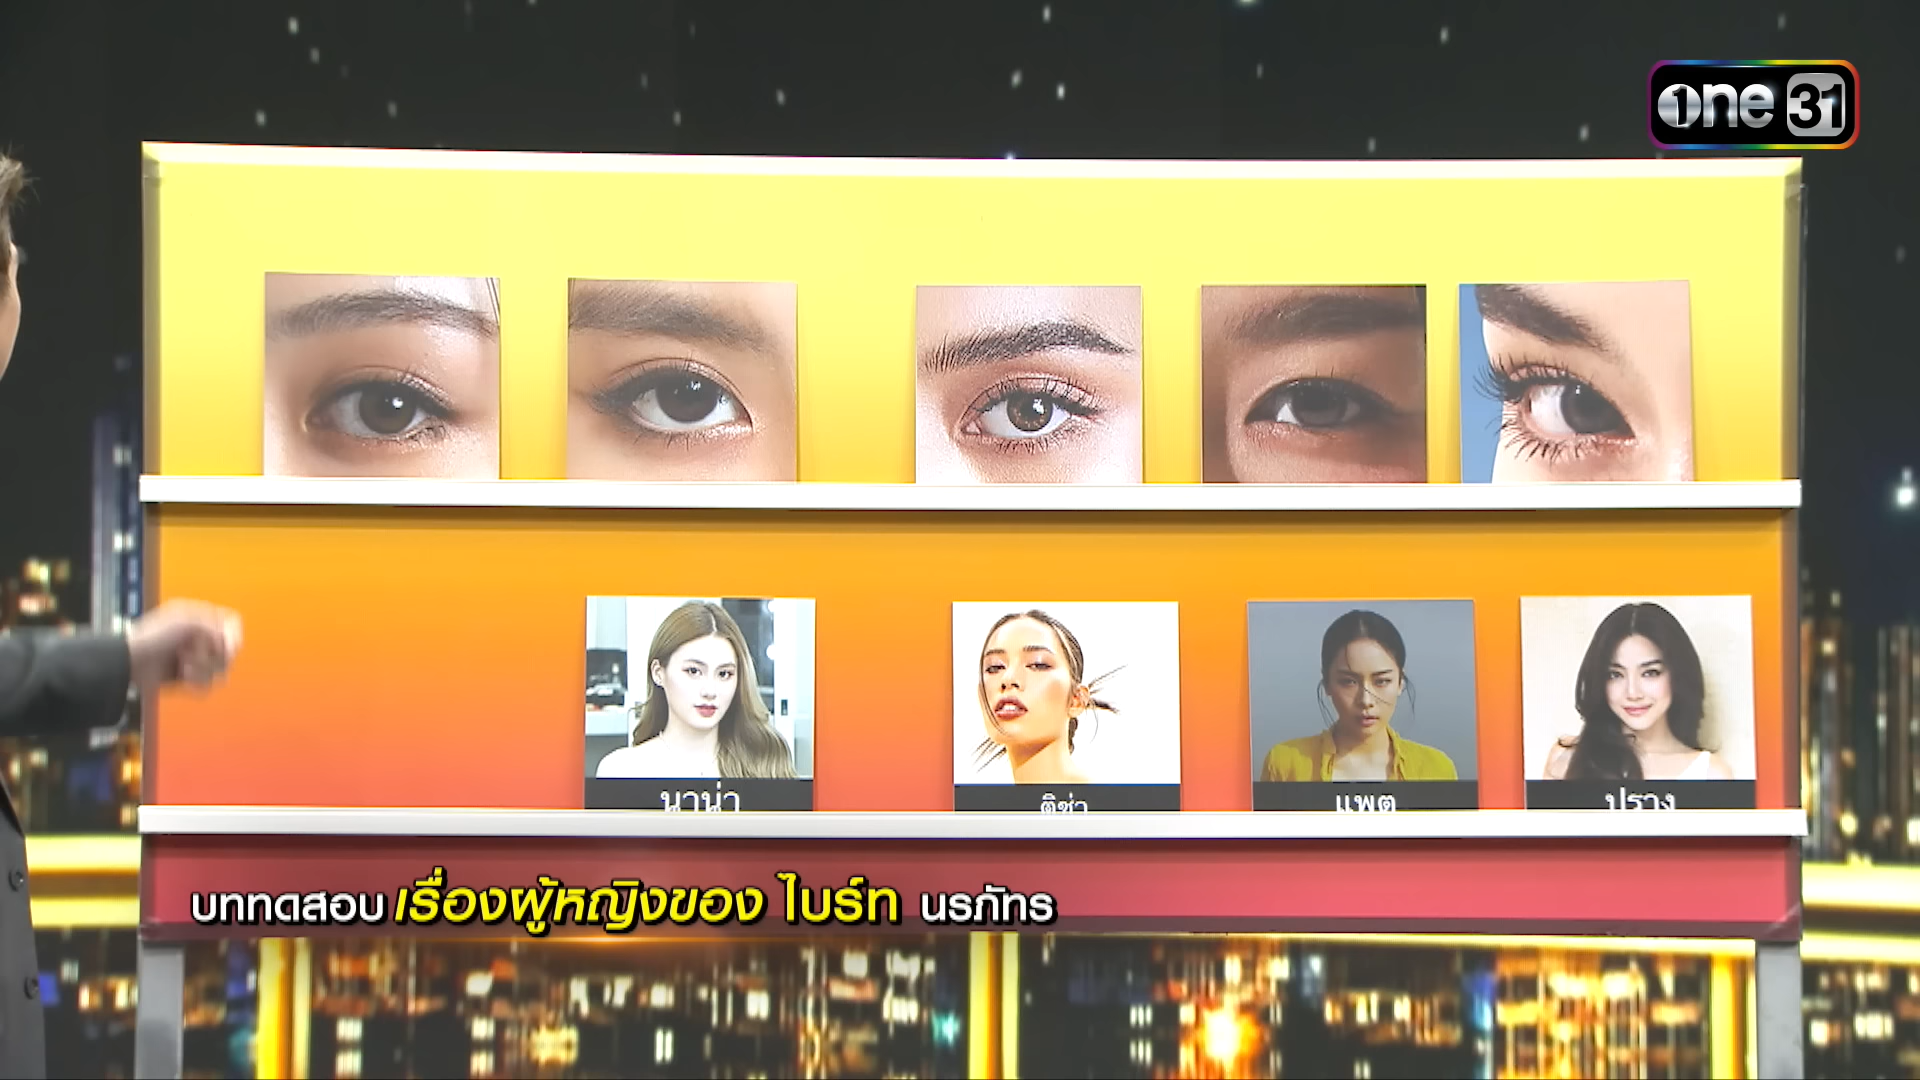 one 31
นาน่า
ติช่า
แพต
ปราง
บททดสอบ เรื่องผู้หญิงของ ไบร์ท นรภัทร